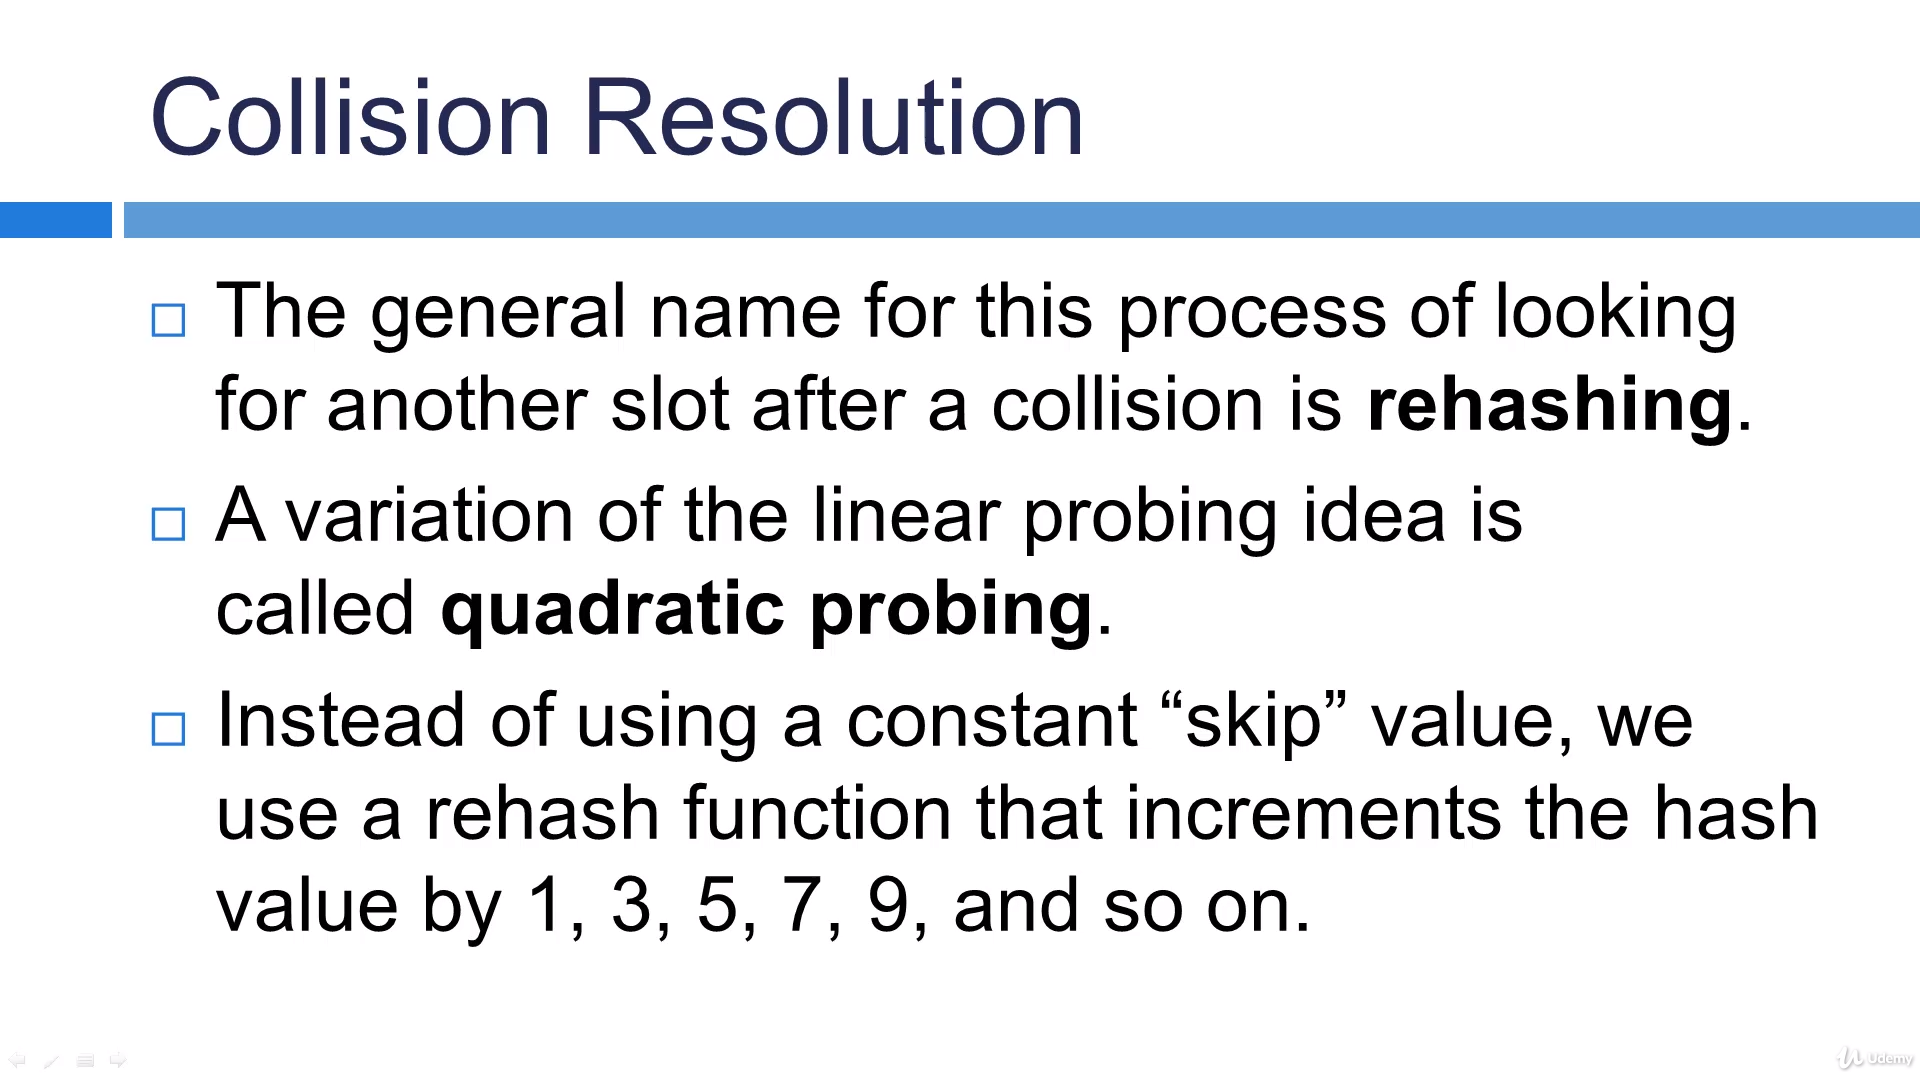 Collision Resolution
The general name for this process of looking
for another slot after a collision is rehashing.
A variation of the linear probing idea is
called quadratic probing.
Instead of using a constant “skip” value, we
use a rehash function that increments the hash
value by 1, 3, 5, 7, 9, and so on.
Udemy